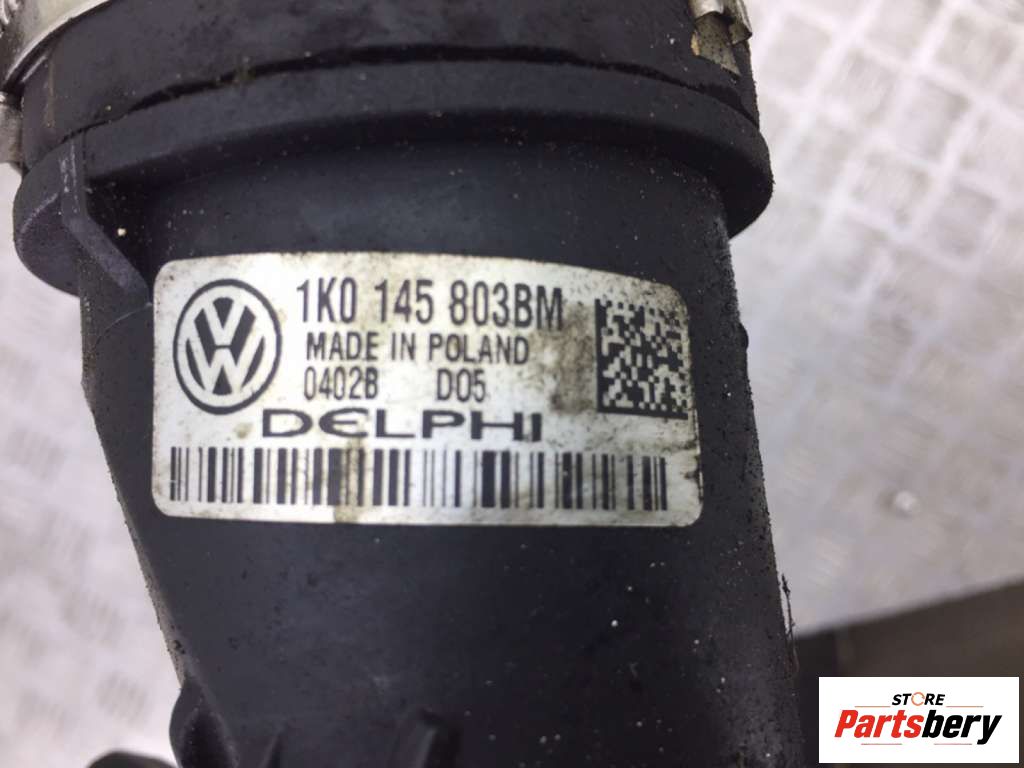 1K0 145 803BM
MADE IN POLAND
0402B D05
DELPHI
STORE
Partsbery